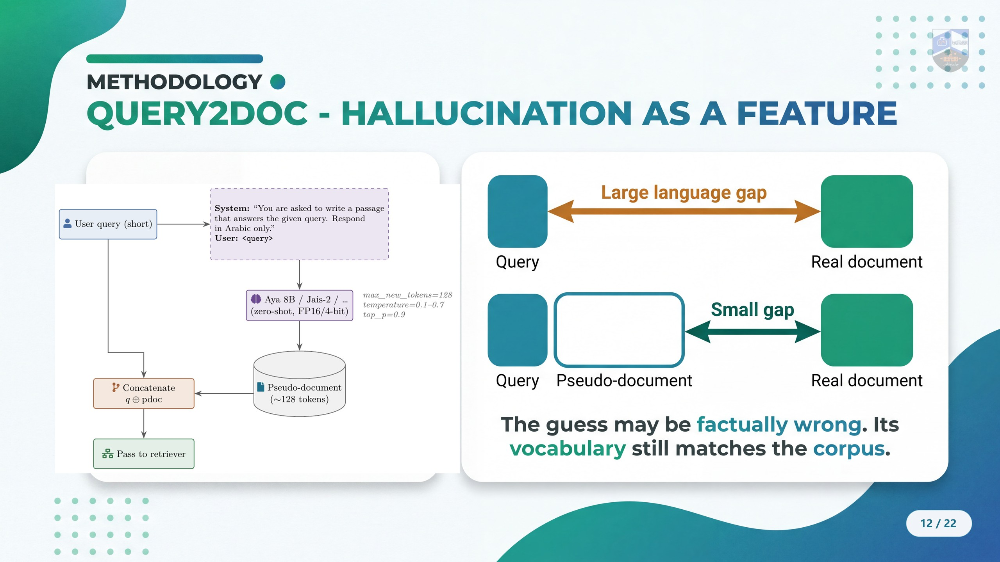 METHODOLOGY
QUERY2DOC - HALLUCINATION AS A FEATURE
User query (short)
System: “You are asked to write a passage
that answers the given query. Respond
in Arabic only.”
User: <query>
Aya 8B / Jais-2 / ...
(zero-shot, FP16/4-bit)
max_new_tokens=128
temperature=0.1–0.7
top_p=0.9
Pseudo-document
(~128 tokens)
Concatenate
q ⊕ pdoc
Pass to retriever
Large language gap
Query
Real document
Small gap
Query
Pseudo-document
Real document
The guess may be factually wrong. Its
vocabulary still matches the corpus.
12 / 22